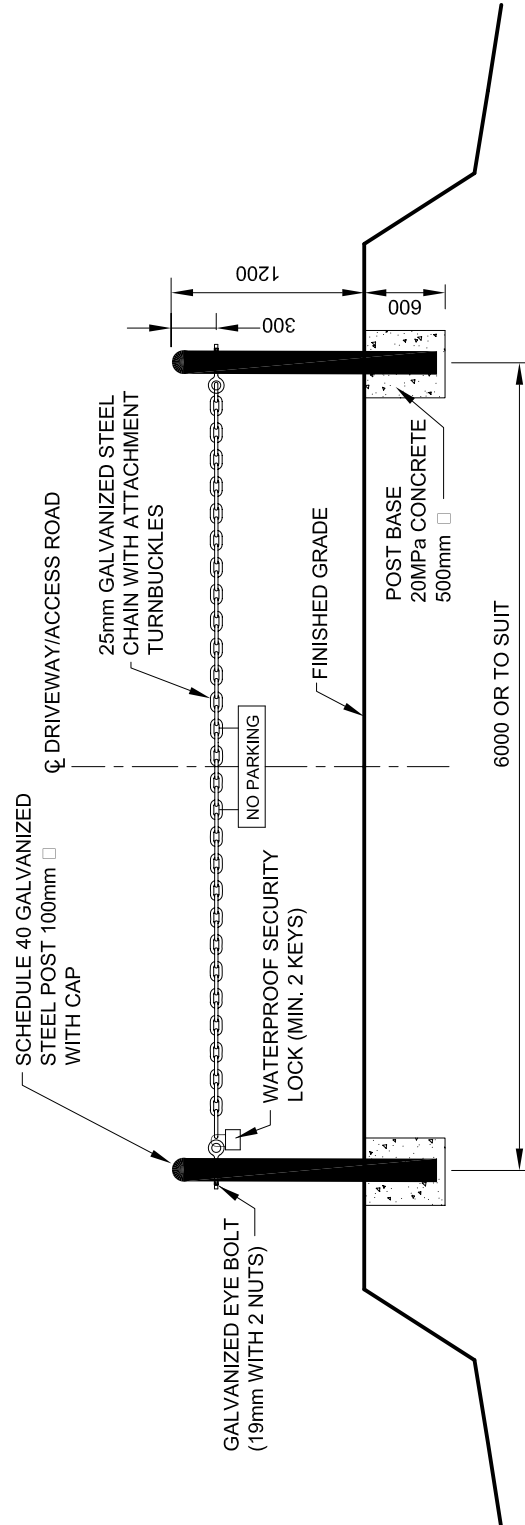 SCHEDULE 40 GALVANIZED
STEEL POST 100mm □
WITH CAP
℄ DRIVEWAY/ACCESS ROAD
25mm GALVANIZED STEEL
CHAIN WITH ATTACHMENT
TURNBUCKLES
GALVANIZED EYE BOLT
(19mm WITH 2 NUTS)
WATERPROOF SECURITY
LOCK (MIN. 2 KEYS)
NO PARKING
FINISHED GRADE
300
1200
600
POST BASE
20MPa CONCRETE
500mm □
6000 OR TO SUIT